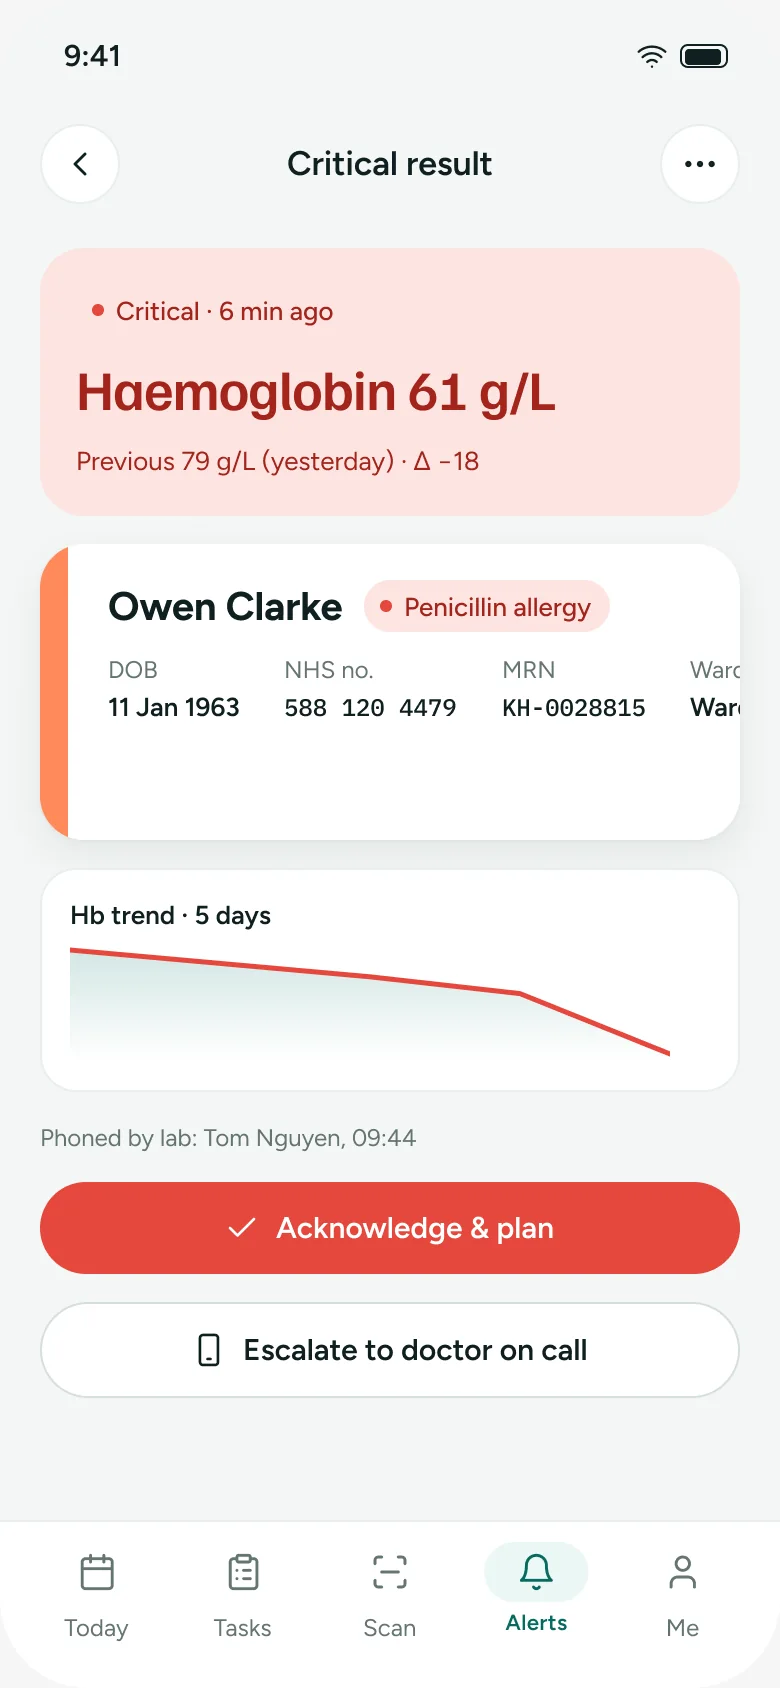 9:41
Critical result
Critical · 6 min ago
Haemoglobin 61 g/L
Previous 79 g/L (yesterday) · Δ −18
Owen Clarke Penicillin allergy
DOB NHS no. MRN
11 Jan 1963 588 120 4479 KH-0028815
Hb trend · 5 days
Phoned by lab: Tom Nguyen, 09:44
Acknowledge & plan
Escalate to doctor on call
Today Tasks Scan Alerts Me